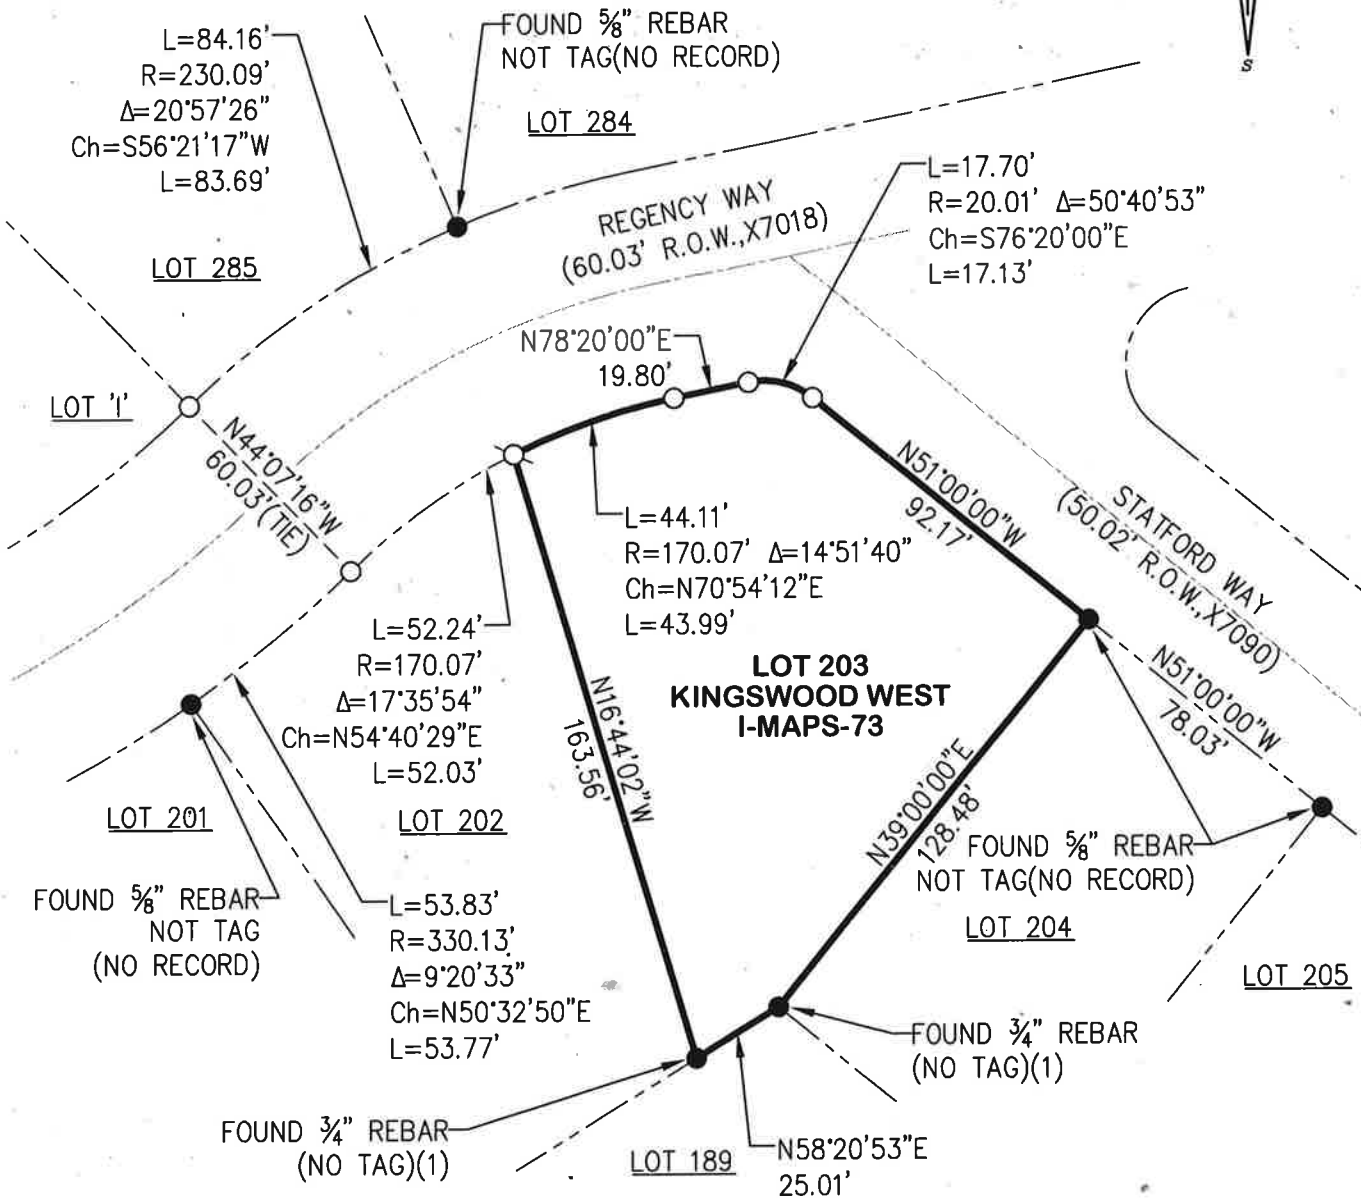 S
L=84.16'
R=230.09'
Δ=20°57'26"
Ch=S56°21'17"W
L=83.69'
FOUND ⅝" REBAR
NOT TAG(NO RECORD)
LOT 284
L=17.70'
R=20.01' Δ=50°40'53"
Ch=S76°20'00"E
L=17.13'
REGENCY WAY
(60.03' R.O.W.,X7018)
LOT 285
N78°20'00"E
19.80'
LOT '1'
N44°07'16"W
60.03'(TIE)
N51°00'00"W
92.17'
STATFORD WAY
(50.02' R.O.W.,X7090)
L=44.11'
R=170.07' Δ=14°51'40"
Ch=N70°54'12"E
L=43.99'
L=52.24'
R=170.07'
Δ=17°35'54"
Ch=N54°40'29"E
L=52.03'
LOT 203
KINGSWOOD WEST
I-MAPS-73
N51°00'00"W
78.03'
N16°44'02"W
163.56'
N39°00'00"E
128.48'
LOT 201
LOT 202
FOUND ⅝" REBAR
NOT TAG(NO RECORD)
LOT 204
LOT 205
FOUND ⅝" REBAR
NOT TAG
(NO RECORD)
L=53.83'
R=330.13'
Δ=9°20'33"
Ch=N50°32'50"E
L=53.77'
FOUND ¾" REBAR
(NO TAG)(1)
FOUND ¾" REBAR
(NO TAG)(1)
LOT 189
N58°20'53"E
25.01'